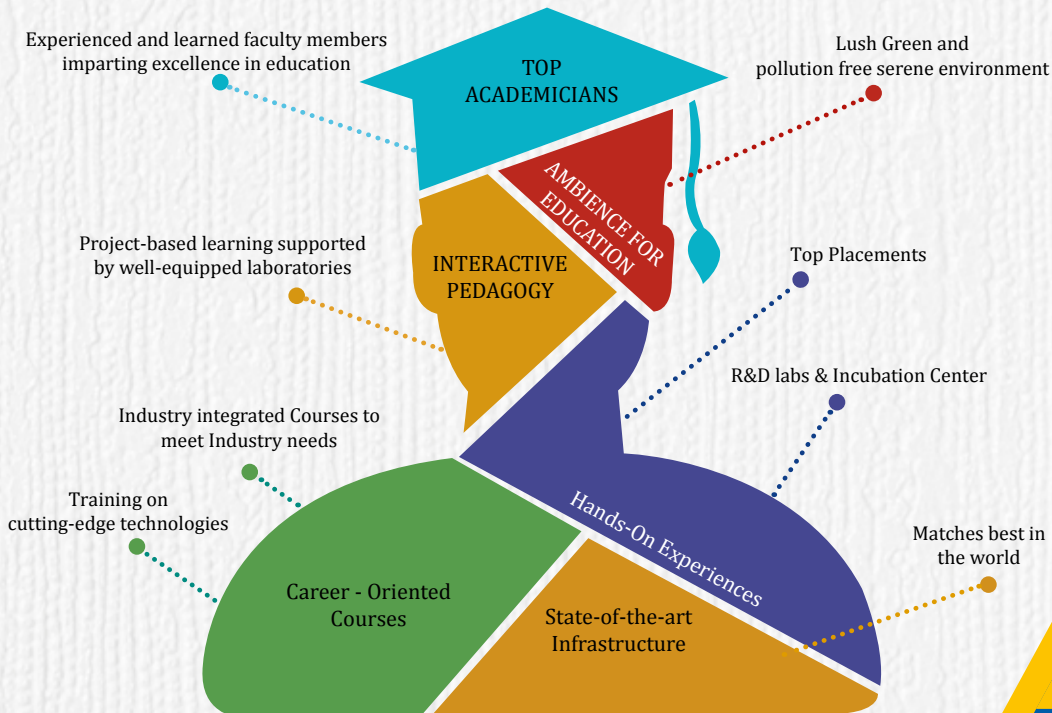 Experienced and learned faculty members
imparting excellence in education
TOP
ACADEMICIANS
Lush Green and
pollution free serene environment
AMBIENCE FOR
EDUCATION
Project-based learning supported
by well-equipped laboratories
INTERACTIVE
PEDAGOGY
Top Placements
R&D labs & Incubation Center
Industry integrated Courses to
meet Industry needs
Training on
cutting-edge technologies
Hands-On Experiences
Matches best in
the world
Career - Oriented
Courses
State-of-the-art
Infrastructure